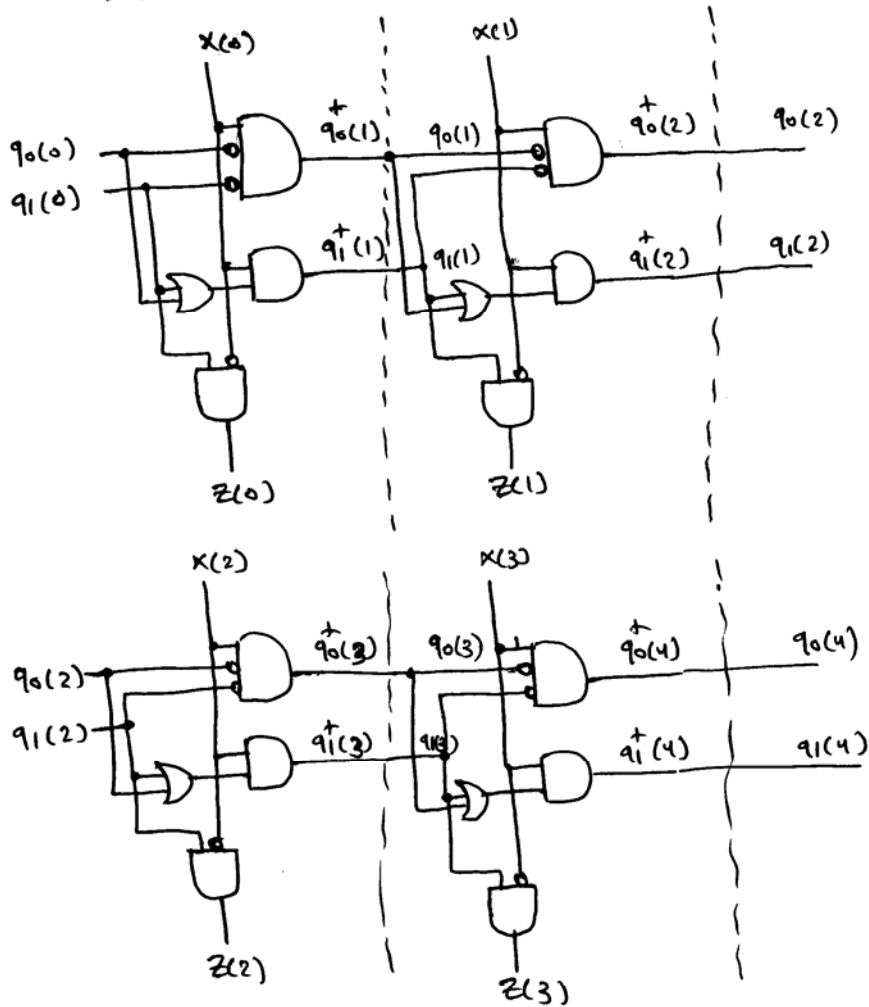 x(0) x(1)
q0(0) q0+(1) q0(1) q0+(2) q0(2)
q1(0) q1+(1) q1(1) q1+(2) q1(2)
z(0) z(1)
x(2) x(3)
q0(2) q0+(3) q0(3) q0+(4) q0(4)
q1(2) q1+(3) q1(3) q1+(4) q1(4)
z(2) z(3)